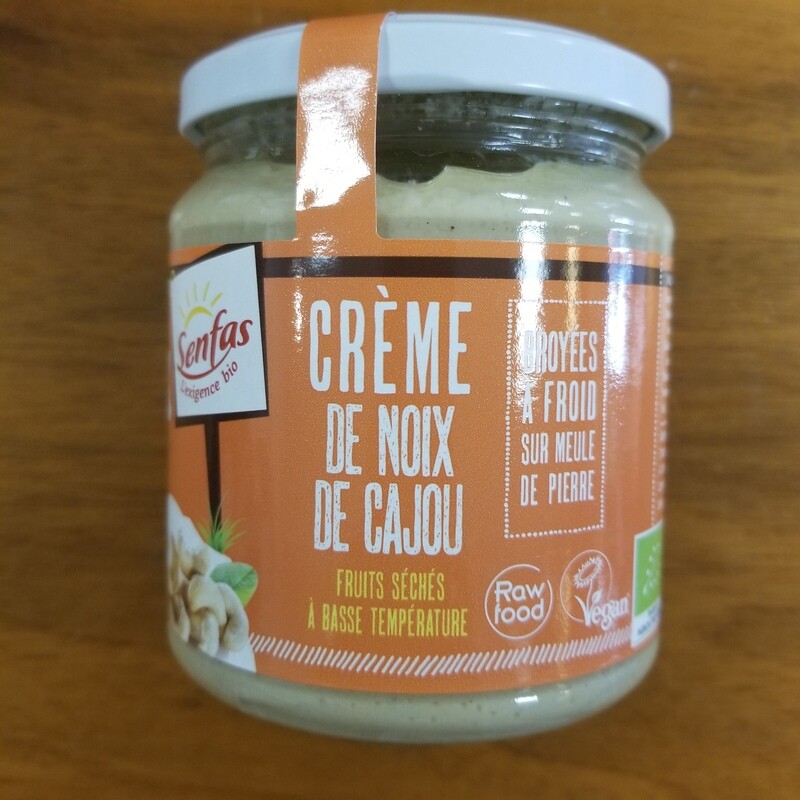 Senfas
L'exigence bio
CRÈME
DE NOIX
DE CAJOU
FRUITS SÉCHÉS
À BASSE TEMPÉRATURE
BROYÉES
À FROID
SUR MEULE
DE PIERRE
Raw
food
Vegan